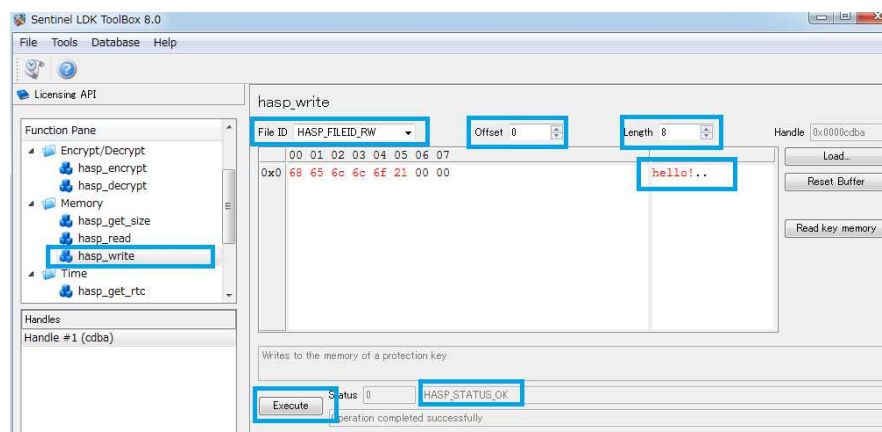 Sentinel LDK ToolBox 8.0
File Tools Database Help
Licensing API
Function Pane
Encrypt/Decrypt
hasp_encrypt
hasp_decrypt
Memory
hasp_get_size
hasp_read
hasp_write
Time
hasp_get_rtc
Handles
Handle #1 (cdba)
hasp_write
File ID HASP_FILEID_RW Offset 0 Length 8 Handle 0x0000cdba
00 01 02 03 04 05 06 07
0x0 68 65 6c 6c 6f 21 00 00 hello!..
Load...
Reset Buffer
Read key memory
Writes to the memory of a protection key
Execute
Status 0 HASP_STATUS_OK
Operation completed successfully